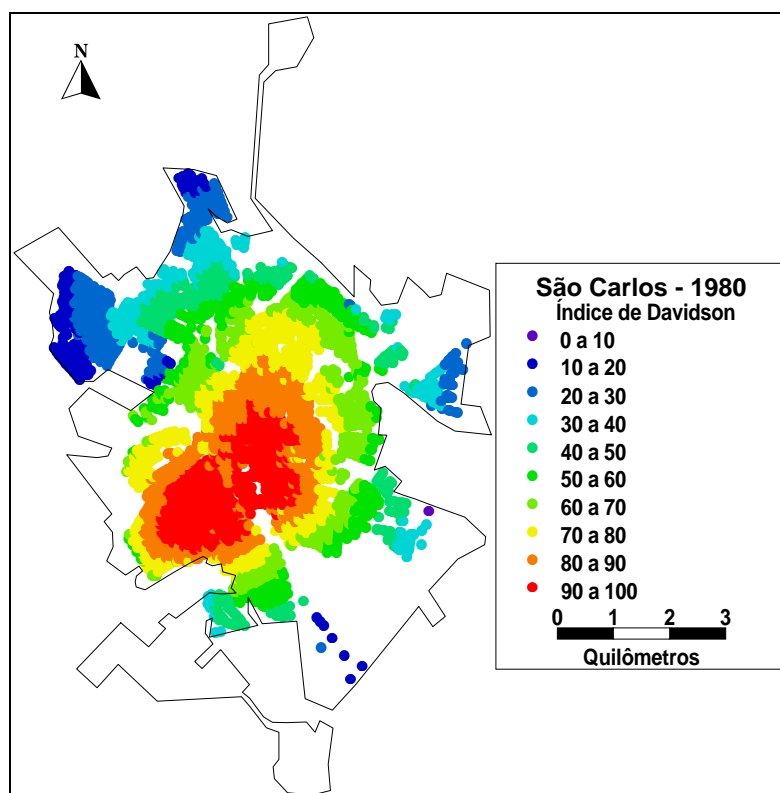 N
São Carlos - 1980
Índice de Davidson
0 a 10
10 a 20
20 a 30
30 a 40
40 a 50
50 a 60
60 a 70
70 a 80
80 a 90
90 a 100
0 1 2 3
Quilômetros